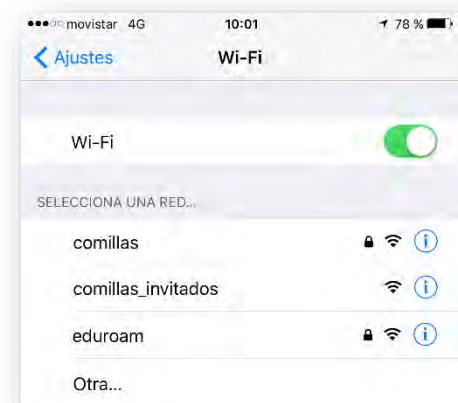 movistar 4G 10:01 78 %
Ajustes Wi-Fi
Wi-Fi
SELECCIONA UNA RED...
comillas
comillas_invitados
eduroam
Otra...